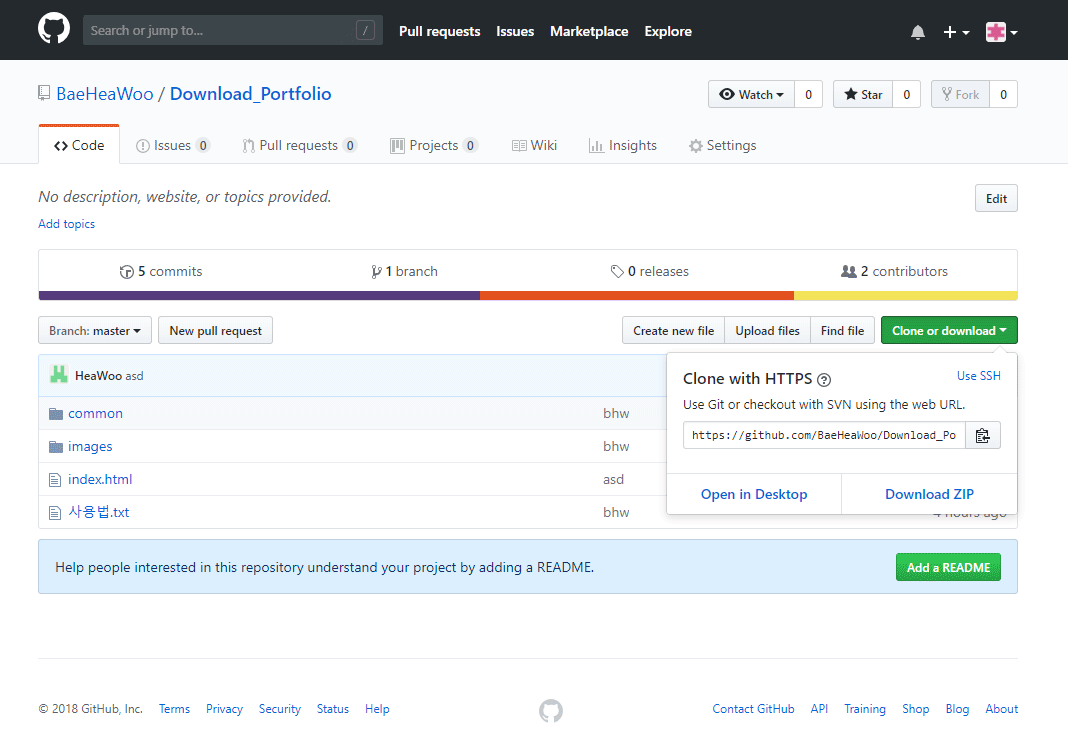 Search or jump to... /
Pull requests Issues Marketplace Explore
BaeHeaWoo / Download_Portfolio
Watch 0 Star 0 Fork 0
Code Issues 0 Pull requests 0 Projects 0 Wiki Insights Settings
No description, website, or topics provided.
Edit
Add topics
5 commits 1 branch 0 releases 2 contributors
Branch: master New pull request Create new file Upload files Find file Clone or download
HeaWoo asd
common bhw
images bhw
index.html asd
사용법.txt bhw 4 hours ago
Clone with HTTPS ?
Use SSH
Use Git or checkout with SVN using the web URL.
https://github.com/BaeHeaWoo/Download_Po
Open in Desktop Download ZIP
Help people interested in this repository understand your project by adding a README.
Add a README
© 2018 GitHub, Inc. Terms Privacy Security Status Help
Contact GitHub API Training Shop Blog About